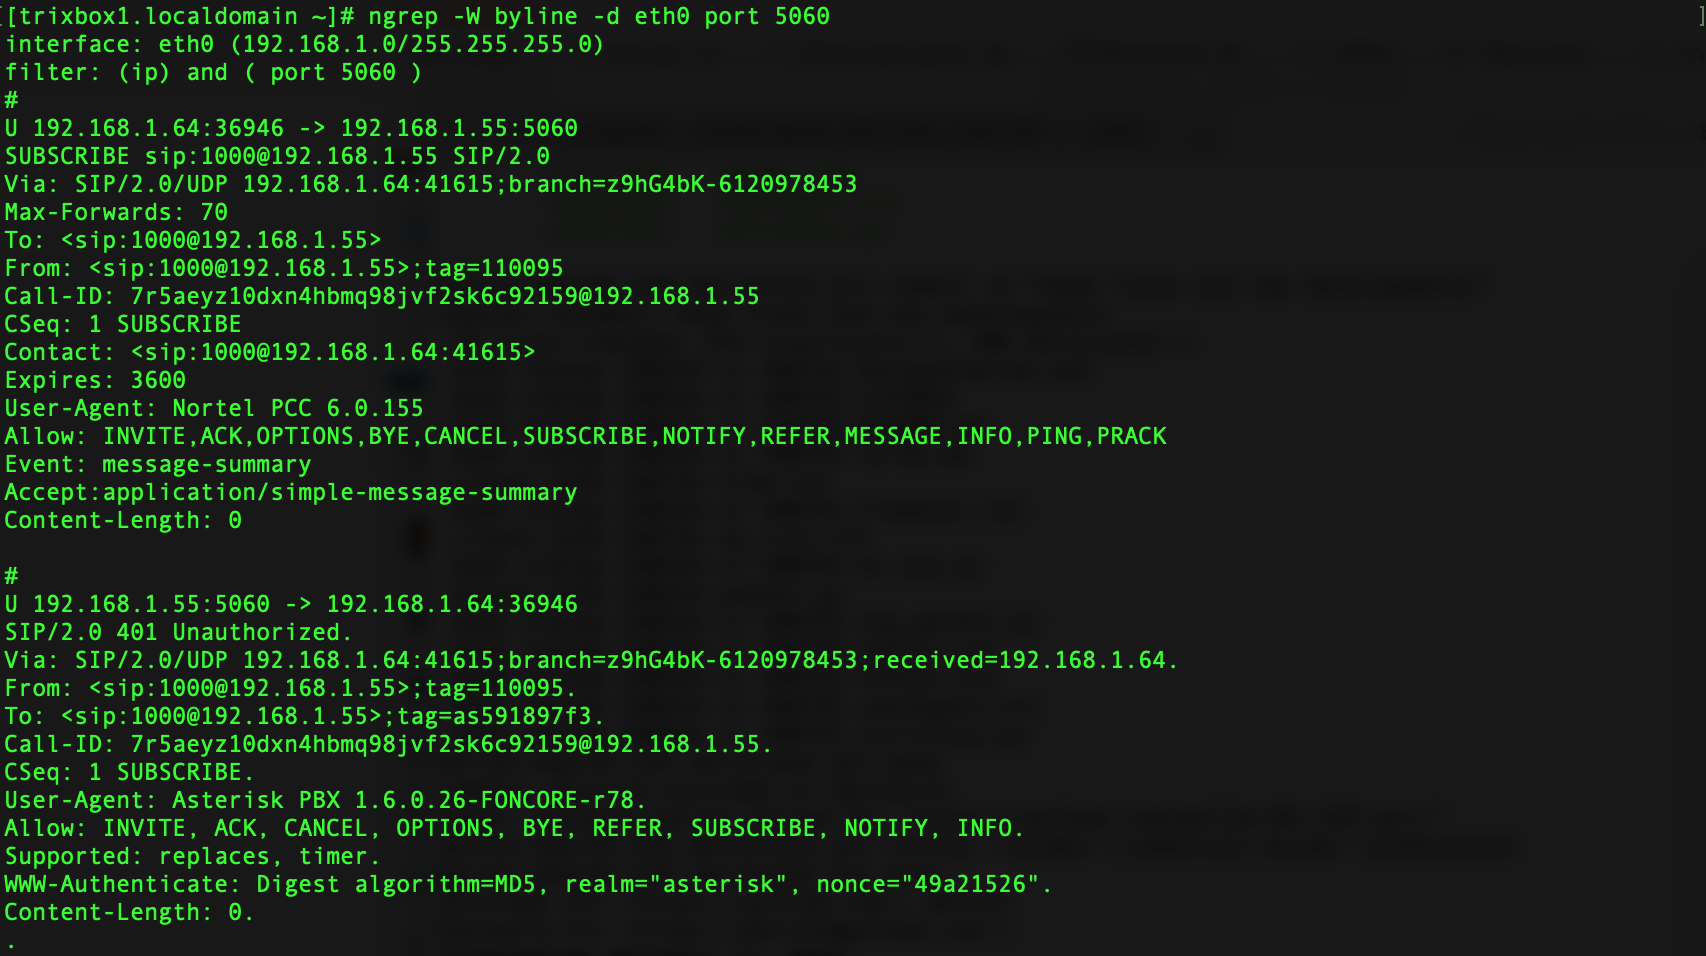 [trixbox1.localdomain ~]# ngrep -W byline -d eth0 port 5060
interface: eth0 (192.168.1.0/255.255.255.0)
filter: (ip) and ( port 5060 )
#
U 192.168.1.64:36946 -> 192.168.1.55:5060
SUBSCRIBE sip:1000@192.168.1.55 SIP/2.0
Via: SIP/2.0/UDP 192.168.1.64:41615;branch=z9hG4bK-6120978453
Max-Forwards: 70
To: <sip:1000@192.168.1.55>
From: <sip:1000@192.168.1.55>;tag=110095
Call-ID: 7r5aeyz10dxn4hbmq98jvf2sk6c92159@192.168.1.55
CSeq: 1 SUBSCRIBE
Contact: <sip:1000@192.168.1.64:41615>
Expires: 3600
User-Agent: Nortel PCC 6.0.155
Allow: INVITE,ACK,OPTIONS,BYE,CANCEL,SUBSCRIBE,NOTIFY,REFER,MESSAGE,INFO,PING,PRACK
Event: message-summary
Accept:application/simple-message-summary
Content-Length: 0

#
U 192.168.1.55:5060 -> 192.168.1.64:36946
SIP/2.0 401 Unauthorized.
Via: SIP/2.0/UDP 192.168.1.64:41615;branch=z9hG4bK-6120978453;received=192.168.1.64.
From: <sip:1000@192.168.1.55>;tag=110095.
To: <sip:1000@192.168.1.55>;tag=as591897f3.
Call-ID: 7r5aeyz10dxn4hbmq98jvf2sk6c92159@192.168.1.55.
CSeq: 1 SUBSCRIBE.
User-Agent: Asterisk PBX 1.6.0.26-FONCORE-r78.
Allow: INVITE, ACK, CANCEL, OPTIONS, BYE, REFER, SUBSCRIBE, NOTIFY, INFO.
Supported: replaces, timer.
WWW-Authenticate: Digest algorithm=MD5, realm="asterisk", nonce="49a21526".
Content-Length: 0.
.